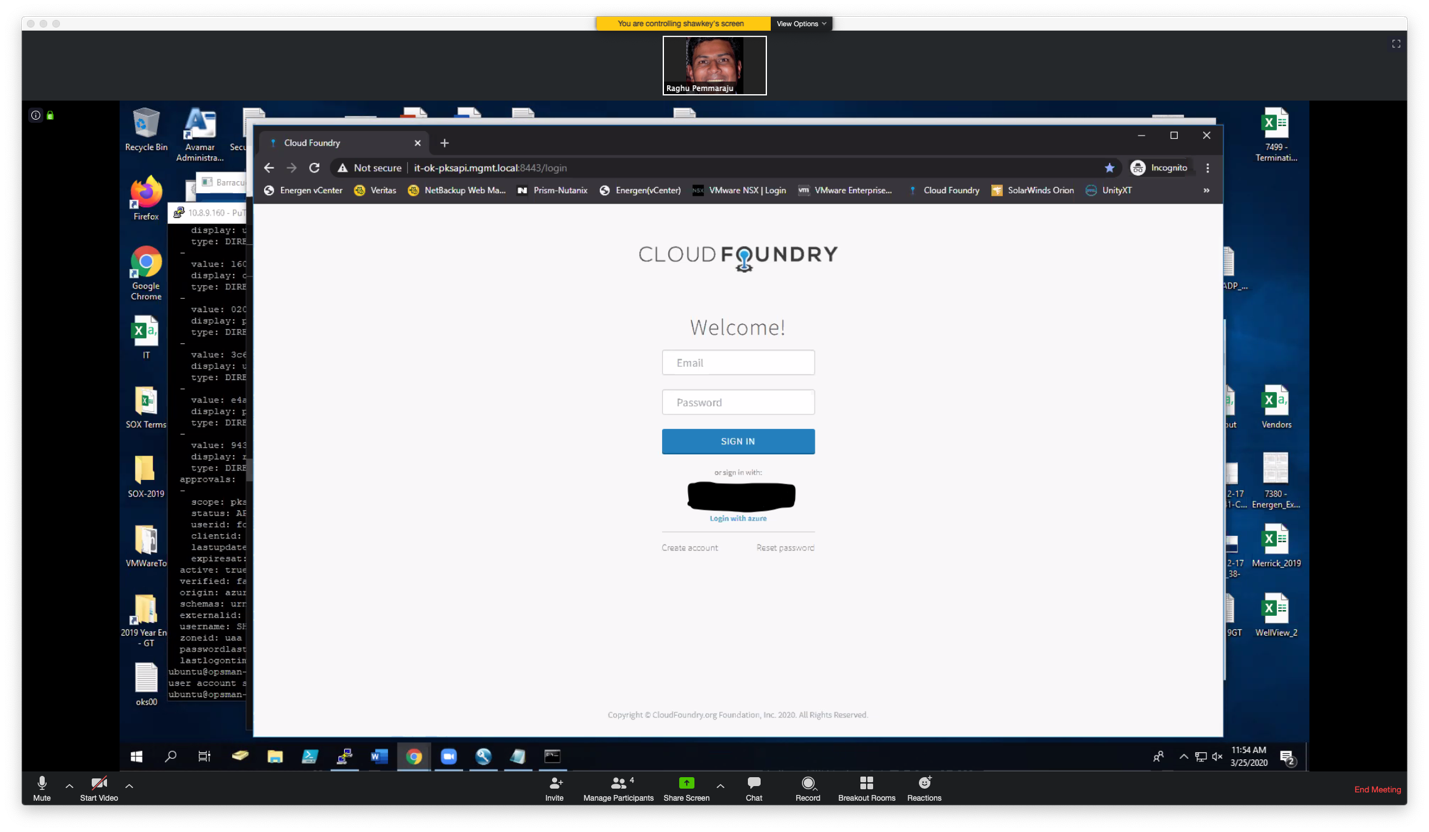 You are controlling shawkey's screen
View Options
Raghu Pemmaraju
Recycle Bin
Avamar Administra...
Secu
7499 - Terminati...
Barracu
Firefox
10.8.9.160 - PuT
Google Chrome
IT
SOX Terms
SOX-2019
VMWareTo
2019 Year En - GT
oks00
display: u
type: DIRE
-
value: 160
type: DIRE
-
value: 020
display: p
type: DIRE
-
value: 3c6
display: u
type: DIRE
-
value: e4a
display: p
type: DIRE
-
value: 943
type: DIRE
approvals:
-
scope: pks
status: AP
userid: fc
clientid:
lastupdate
expiresat:
active: true
verified: fa
origin: azur
schemas: urn
externalid:
username: SH
zoneid: uaa
passwordlast
lastlogontim
ubuntu@opsman-
user account s
ubuntu@opsman-
Cloud Foundry
Not secure | it-ok-pksapi.mgmt.local:8443/login
Incognito
Energen vCenter
Veritas
NetBackup Web Ma...
Prism-Nutanix
Energen(vCenter)
VMware NSX | Login
VMware Enterprise...
Cloud Foundry
SolarWinds Orion
UnityXT
CLOUD FOUNDRY
Welcome!
Email
Password
SIGN IN
or sign in with:
Login with azure
Create account
Reset password
Copyright © CloudFoundry.org Foundation, Inc. 2020. All Rights Reserved.
ADP_...
out
Vendors
2-17
7380 - Energen_Ex...
2-17
_38-
Merrick_2019
9GT
WellView_2
11:54 AM
3/25/2020
2
Mute
Start Video
Invite
4
Manage Participants
Share Screen
Chat
Record
Breakout Rooms
Reactions
End Meeting